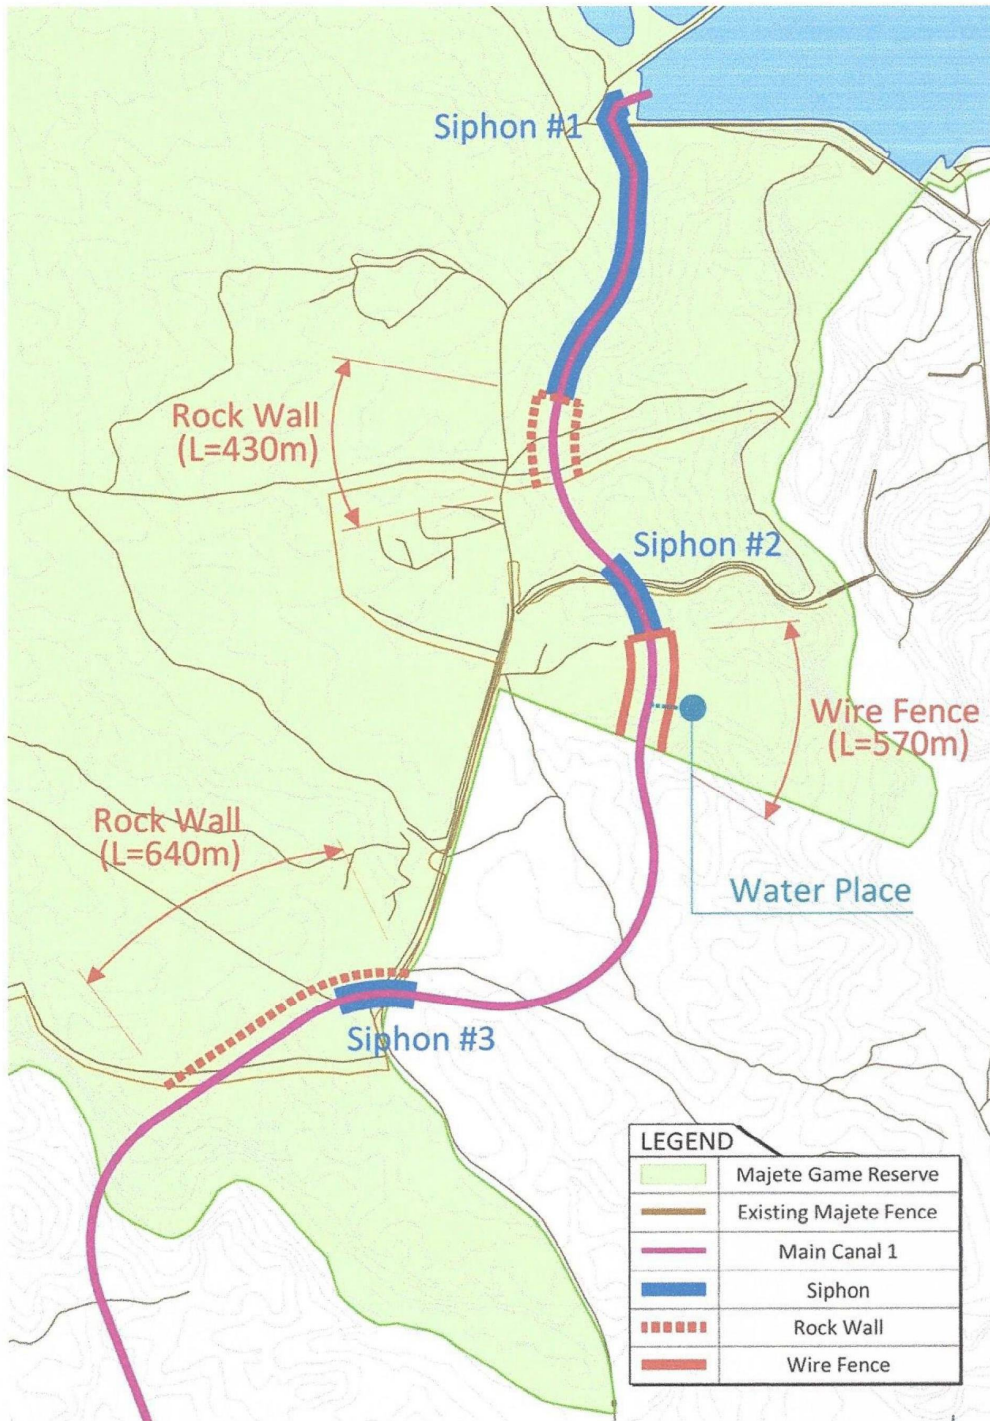 Siphon #1
Rock Wall
(L=430m)
Siphon #2
Wire Fence
(L=570m)
Rock Wall
(L=640m)
Water Place
Siphon #3
LEGEND
Majete Game Reserve
Existing Majete Fence
Main Canal 1
Siphon
Rock Wall
Wire Fence